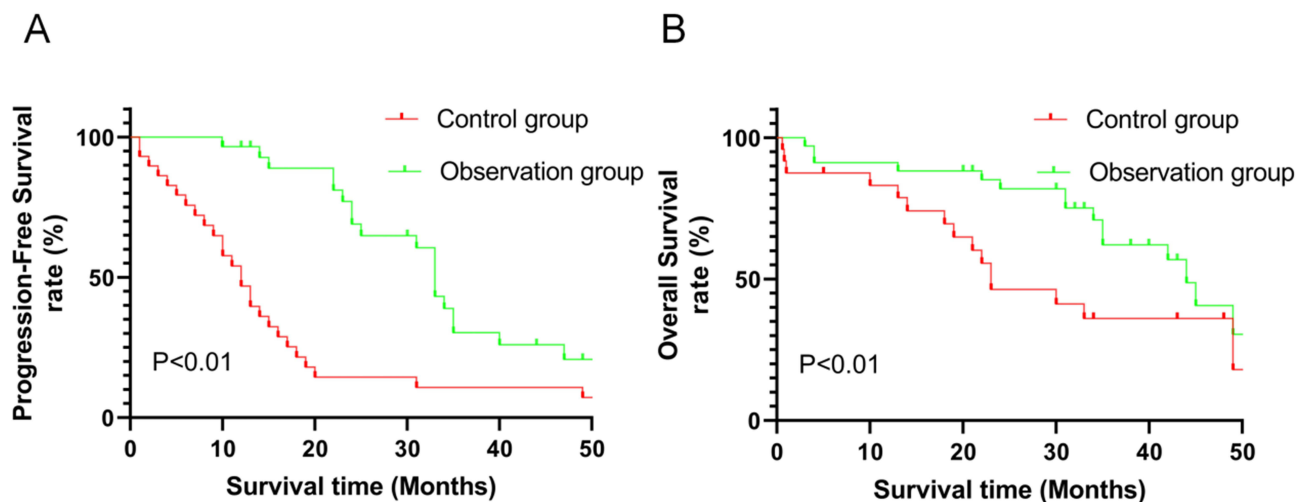 A
Progression-Free Survival
rate (%)
100
50
0
Control group
Observation group
P<0.01
0 10 20 30 40 50
Survival time (Months)
B
Overall Survival
rate (%)
100
50
0
Control group
Observation group
P<0.01
0 10 20 30 40 50
Survival time (Months)